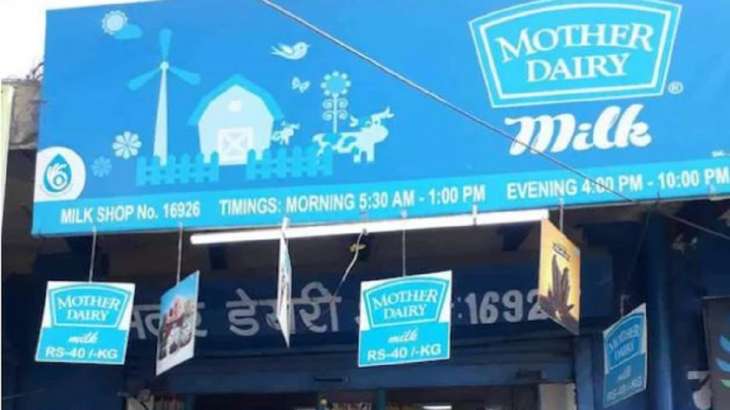 MOTHER
DAIRY
®
Milk
MILK SHOP No. 16926 TIMINGS: MORNING 5:30 AM - 1:00 PM EVENING 4:00 PM - 10:00 PM
MOTHER
DAIRY
milk
RS-40 /-KG
डेयरी
MOTHER
DAIRY
milk
RS-40 /-KG
:1692
MOTHER
DAIRY